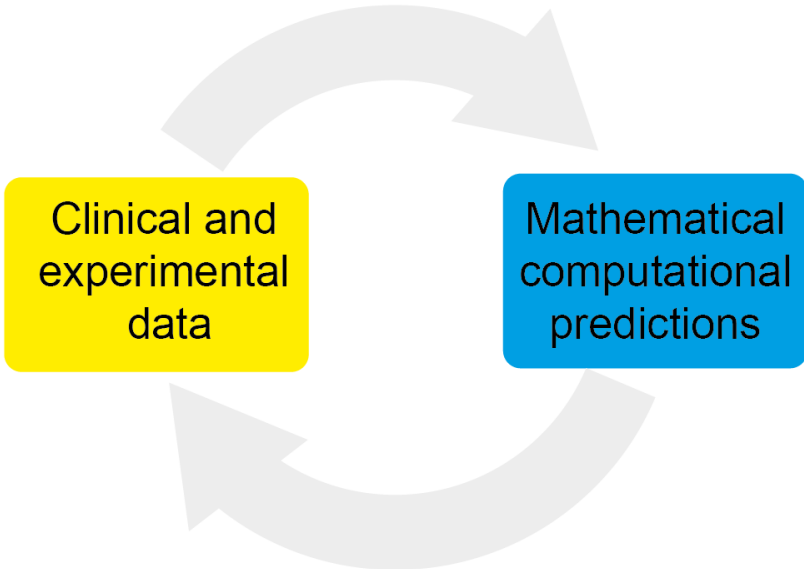 Clinical and
experimental
data
Mathematical
computational
predictions